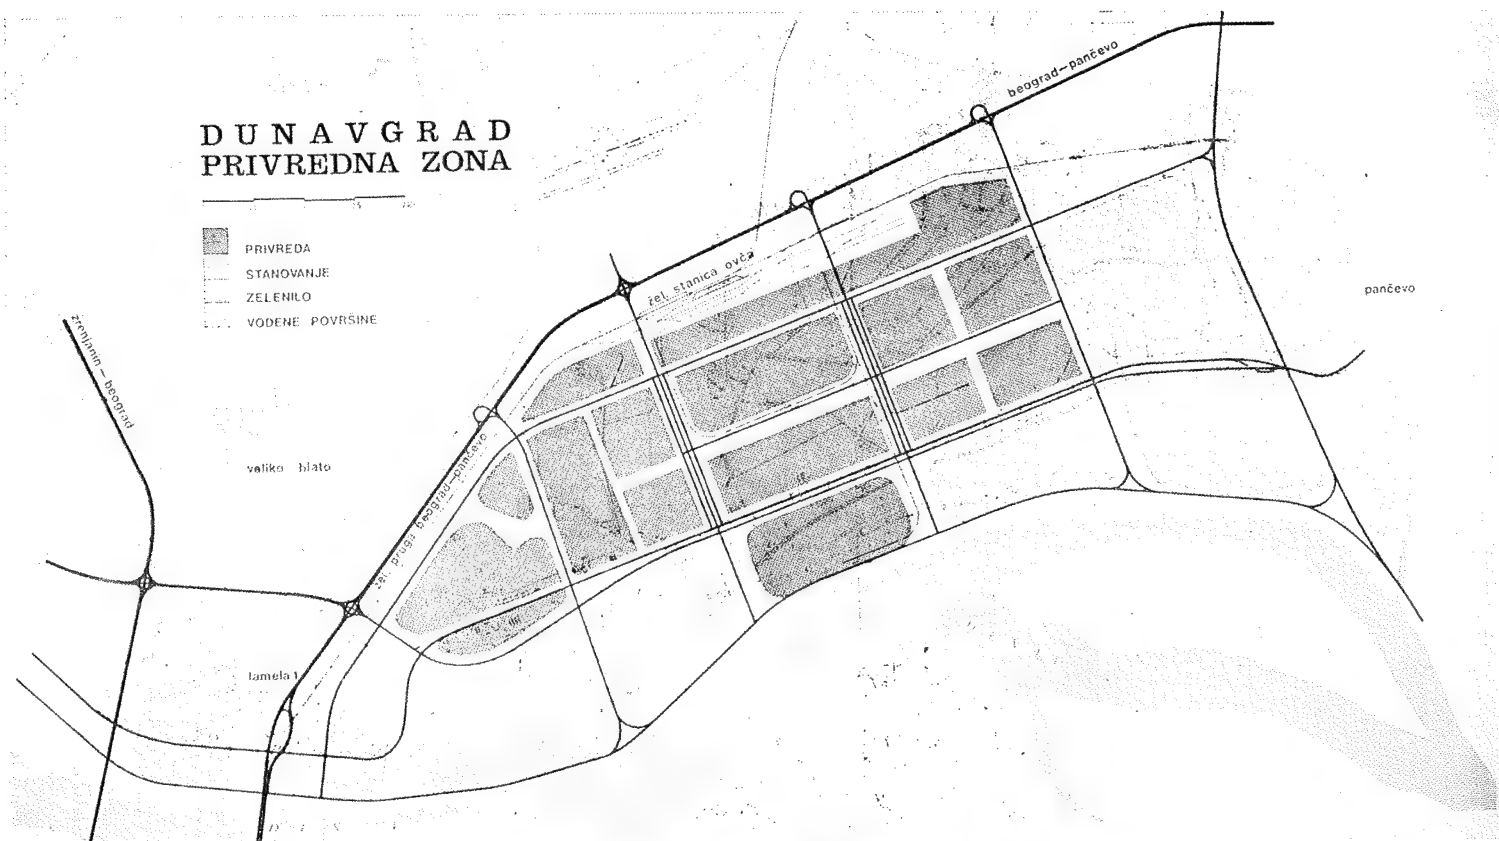 DUNAVGRAD
PRIVREDNA ZONA
PRIVREDA
STANOVANJE
ZELENILO
VODENE POVRŠINE
beograd–pančevo
žel. stanica ovča
pančevo
zrenjanin – beograd
veliko blato
žel. pruga beograd–pančevo
lamela 1